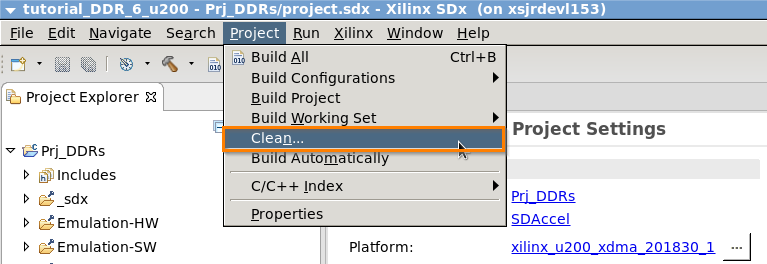 tutorial_DDR_6_u200 - Prj_DDRs/project.sdx - Xilinx SDx (on xsjrdevl153)
File Edit Navigate Search Project Run Xilinx Window Help
Build All Ctrl+B
Build Configurations
Build Project
Build Working Set
Clean...
Build Automatically
C/C++ Index
Properties
010
010
Project Explorer
Prj_DDRs
Includes
_sdx
Emulation-HW
Emulation-SW
Project Settings
Prj_DDRs
SDAccel
Platform: xilinx_u200_xdma_201830_1 ...